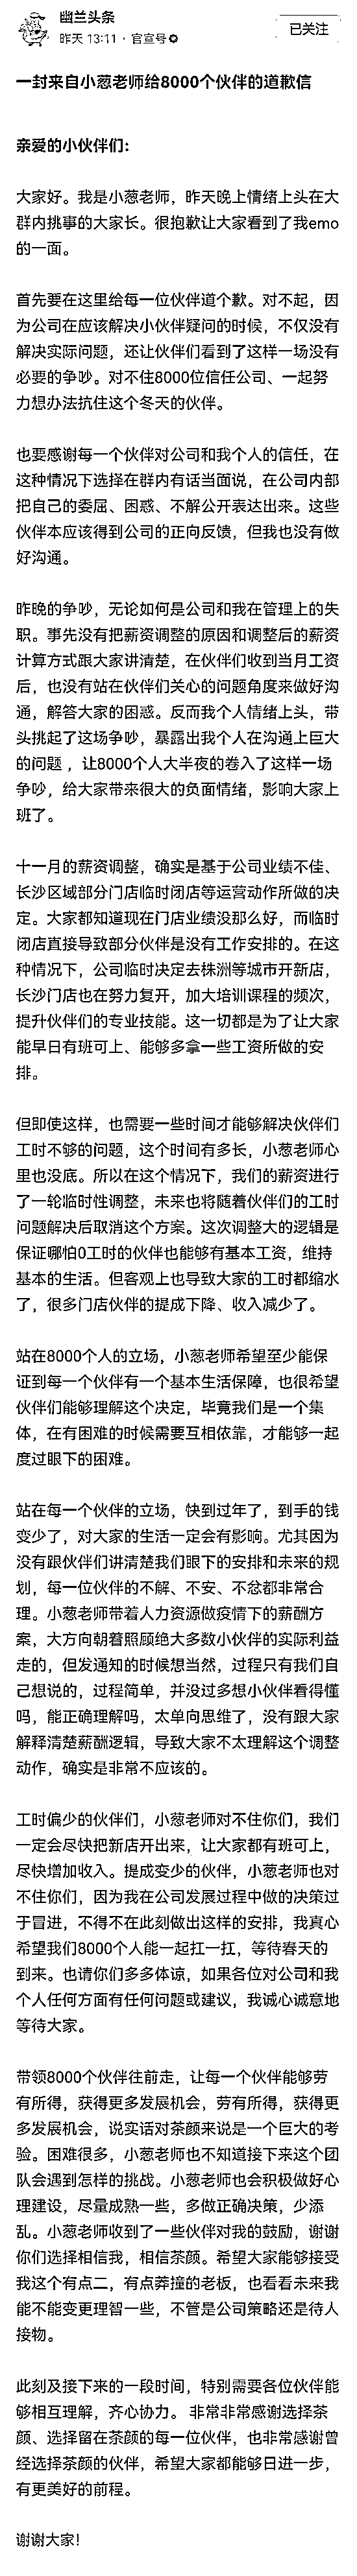 幽兰头条
昨天 13:11 · 官宣号
已关注
一封来自小葱老师给8000个伙伴的道歉信
亲爱的小伙伴们：
大家好。我是小葱老师，昨天晚上情绪上头在大
群内挑事的大家长。很抱歉让大家看到了我emo
的一面。
首先要在这里给每一位伙伴道个歉。对不起，因
为公司在应该解决小伙伴疑问的时候，不仅没有
解决实际问题，还让伙伴们看到了这样一场没有
必要的争吵。对不住8000位信任公司、一起努
力想办法抗住这个冬天的伙伴。
也要感谢每一个伙伴对公司和我个人的信任，在
这种情况下选择在群内有话当面说，在公司内部
把自己的委屈、困惑、不解公开表达出来。这些
伙伴本应该得到公司的正向反馈，但我也没有做
好沟通。
昨晚的争吵，无论如何是公司和我在管理上的失
职。事先没有把薪资调整的原因和调整后的薪资
计算方式跟大家讲清楚，在伙伴们收到当月工资
后，也没有站在伙伴们关心的问题角度来做好沟
通，解答大家的困惑。反而我个人情绪上头，带
头挑起了这场争吵，暴露出我个人在沟通上巨大
的问题 ，让8000个人大半夜的卷入了这样一场
争吵，给大家带来很大的负面情绪，影响大家上
班了。
十一月的薪资调整，确实是基于公司业绩不佳、
长沙区域部分门店临时闭店等运营动作所做的决
定。大家都知道现在门店业绩没那么好，而临时
闭店直接导致部分伙伴是没有工作安排的。在这
种情况下，公司临时决定去株洲等城市开新店，
长沙门店也在努力复开，加大培训课程的频次，
提升伙伴们的专业技能。这一切都是为了让大家
能早日有班可上、能够多拿一些工资所做的安
排。
但即使这样，也需要一些时间才能够解决伙伴们
工时不够的问题，这个时间有多长，小葱老师心
里也没底。所以在这个情况下，我们的薪资进行
了一轮临时性调整，未来也将随着伙伴们的工时
问题解决后取消这个方案。这次调整大的逻辑是
保证哪怕0工时的伙伴也能够有基本工资，维持
基本的生活。但客观上也导致大家的工时都缩水
了，很多门店伙伴的提成下降、收入减少了。
站在8000个人的立场，小葱老师希望至少能保
证到每一个伙伴有一个基本生活保障，也很希望
伙伴们能够理解这个决定，毕竟我们是一个集
体，在有困难的时候需要互相依靠，才能够一起
度过眼下的困难。
站在每一个伙伴的立场，快到过年了，到手的钱
变少了，对大家的生活一定会有影响。尤其因为
没有跟伙伴们讲清楚我们眼下的安排和未来的规
划，每一位伙伴的不解、不安、不忿都非常合
理。小葱老师带着人力资源做疫情下的薪酬方
案，大方向朝着照顾绝大多数小伙伴的实际利益
走的，但发通知的时候想当然，过程只有我们自
己想说的，过程简单，并没过多想小伙伴看得懂
吗，能正确理解吗，太单向思维了，没有跟大家
解释清楚薪酬逻辑，导致大家不太理解这个调整
动作，确实是非常不应该的。
工时偏少的伙伴们，小葱老师对不住你们，我们
一定会尽快把新店开出来，让大家都有班可上，
尽快增加收入。提成变少的伙伴，小葱老师也对
不住你们，因为我在公司发展过程中做的决策过
于冒进，不得不在此刻做出这样的安排，我真心
希望我们8000个人能一起扛一扛，等待春天的
到来。也请你们多多体谅，如果各位对公司和我
个人任何方面有任何问题或建议，我诚心诚意地
等待大家。
带领8000个伙伴往前走，让每一个伙伴能够劳
有所得，获得更多发展机会，劳有所得，获得更
多发展机会，说实话对茶颜来说是一个巨大的考
验。困难很多，小葱老师也不知道接下来这个团
队会遇到怎样的挑战。小葱老师也会积极做好心
理建设，尽量成熟一些，多做正确决策，少添
乱。小葱老师收到了一些伙伴对我的鼓励，谢谢
你们选择相信我，相信茶颜。希望大家能够接受
我这个有点二，有点莽撞的老板，也看看未来我
能不能变更理智一些，不管是公司策略还是待人
接物。
此刻及接下来的一段时间，特别需要各位伙伴能
够相互理解，齐心协力。 非常非常感谢选择茶
颜、选择留在茶颜的每一位伙伴，也非常感谢曾
经选择茶颜的伙伴，希望大家都能够日进一步，
有更美好的前程。
谢谢大家！